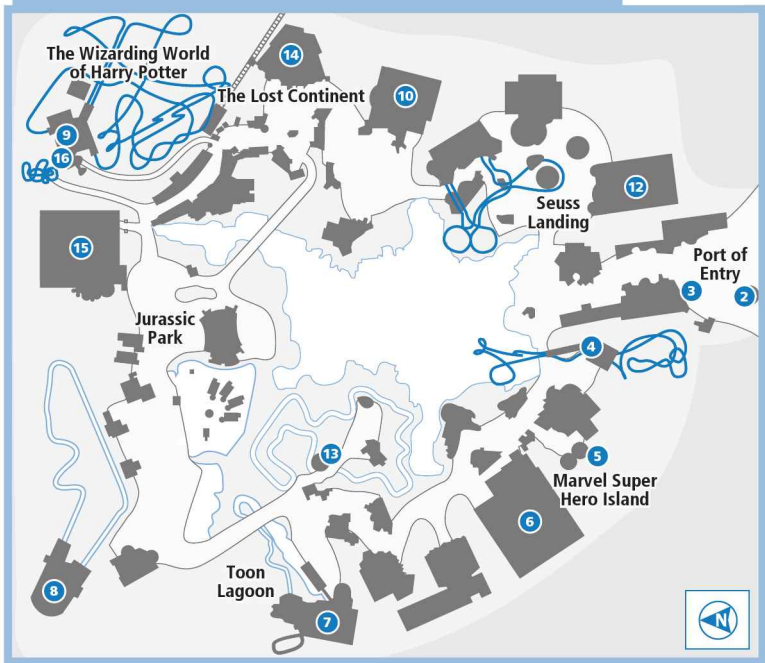 The Wizarding World
of Harry Potter
14
The Lost Continent
10
9
16
12
Seuss
Landing
15
Port of
Entry
3
2
Jurassic
Park
4
13
5
Marvel Super
Hero Island
6
Toon
Lagoon
8
7
N